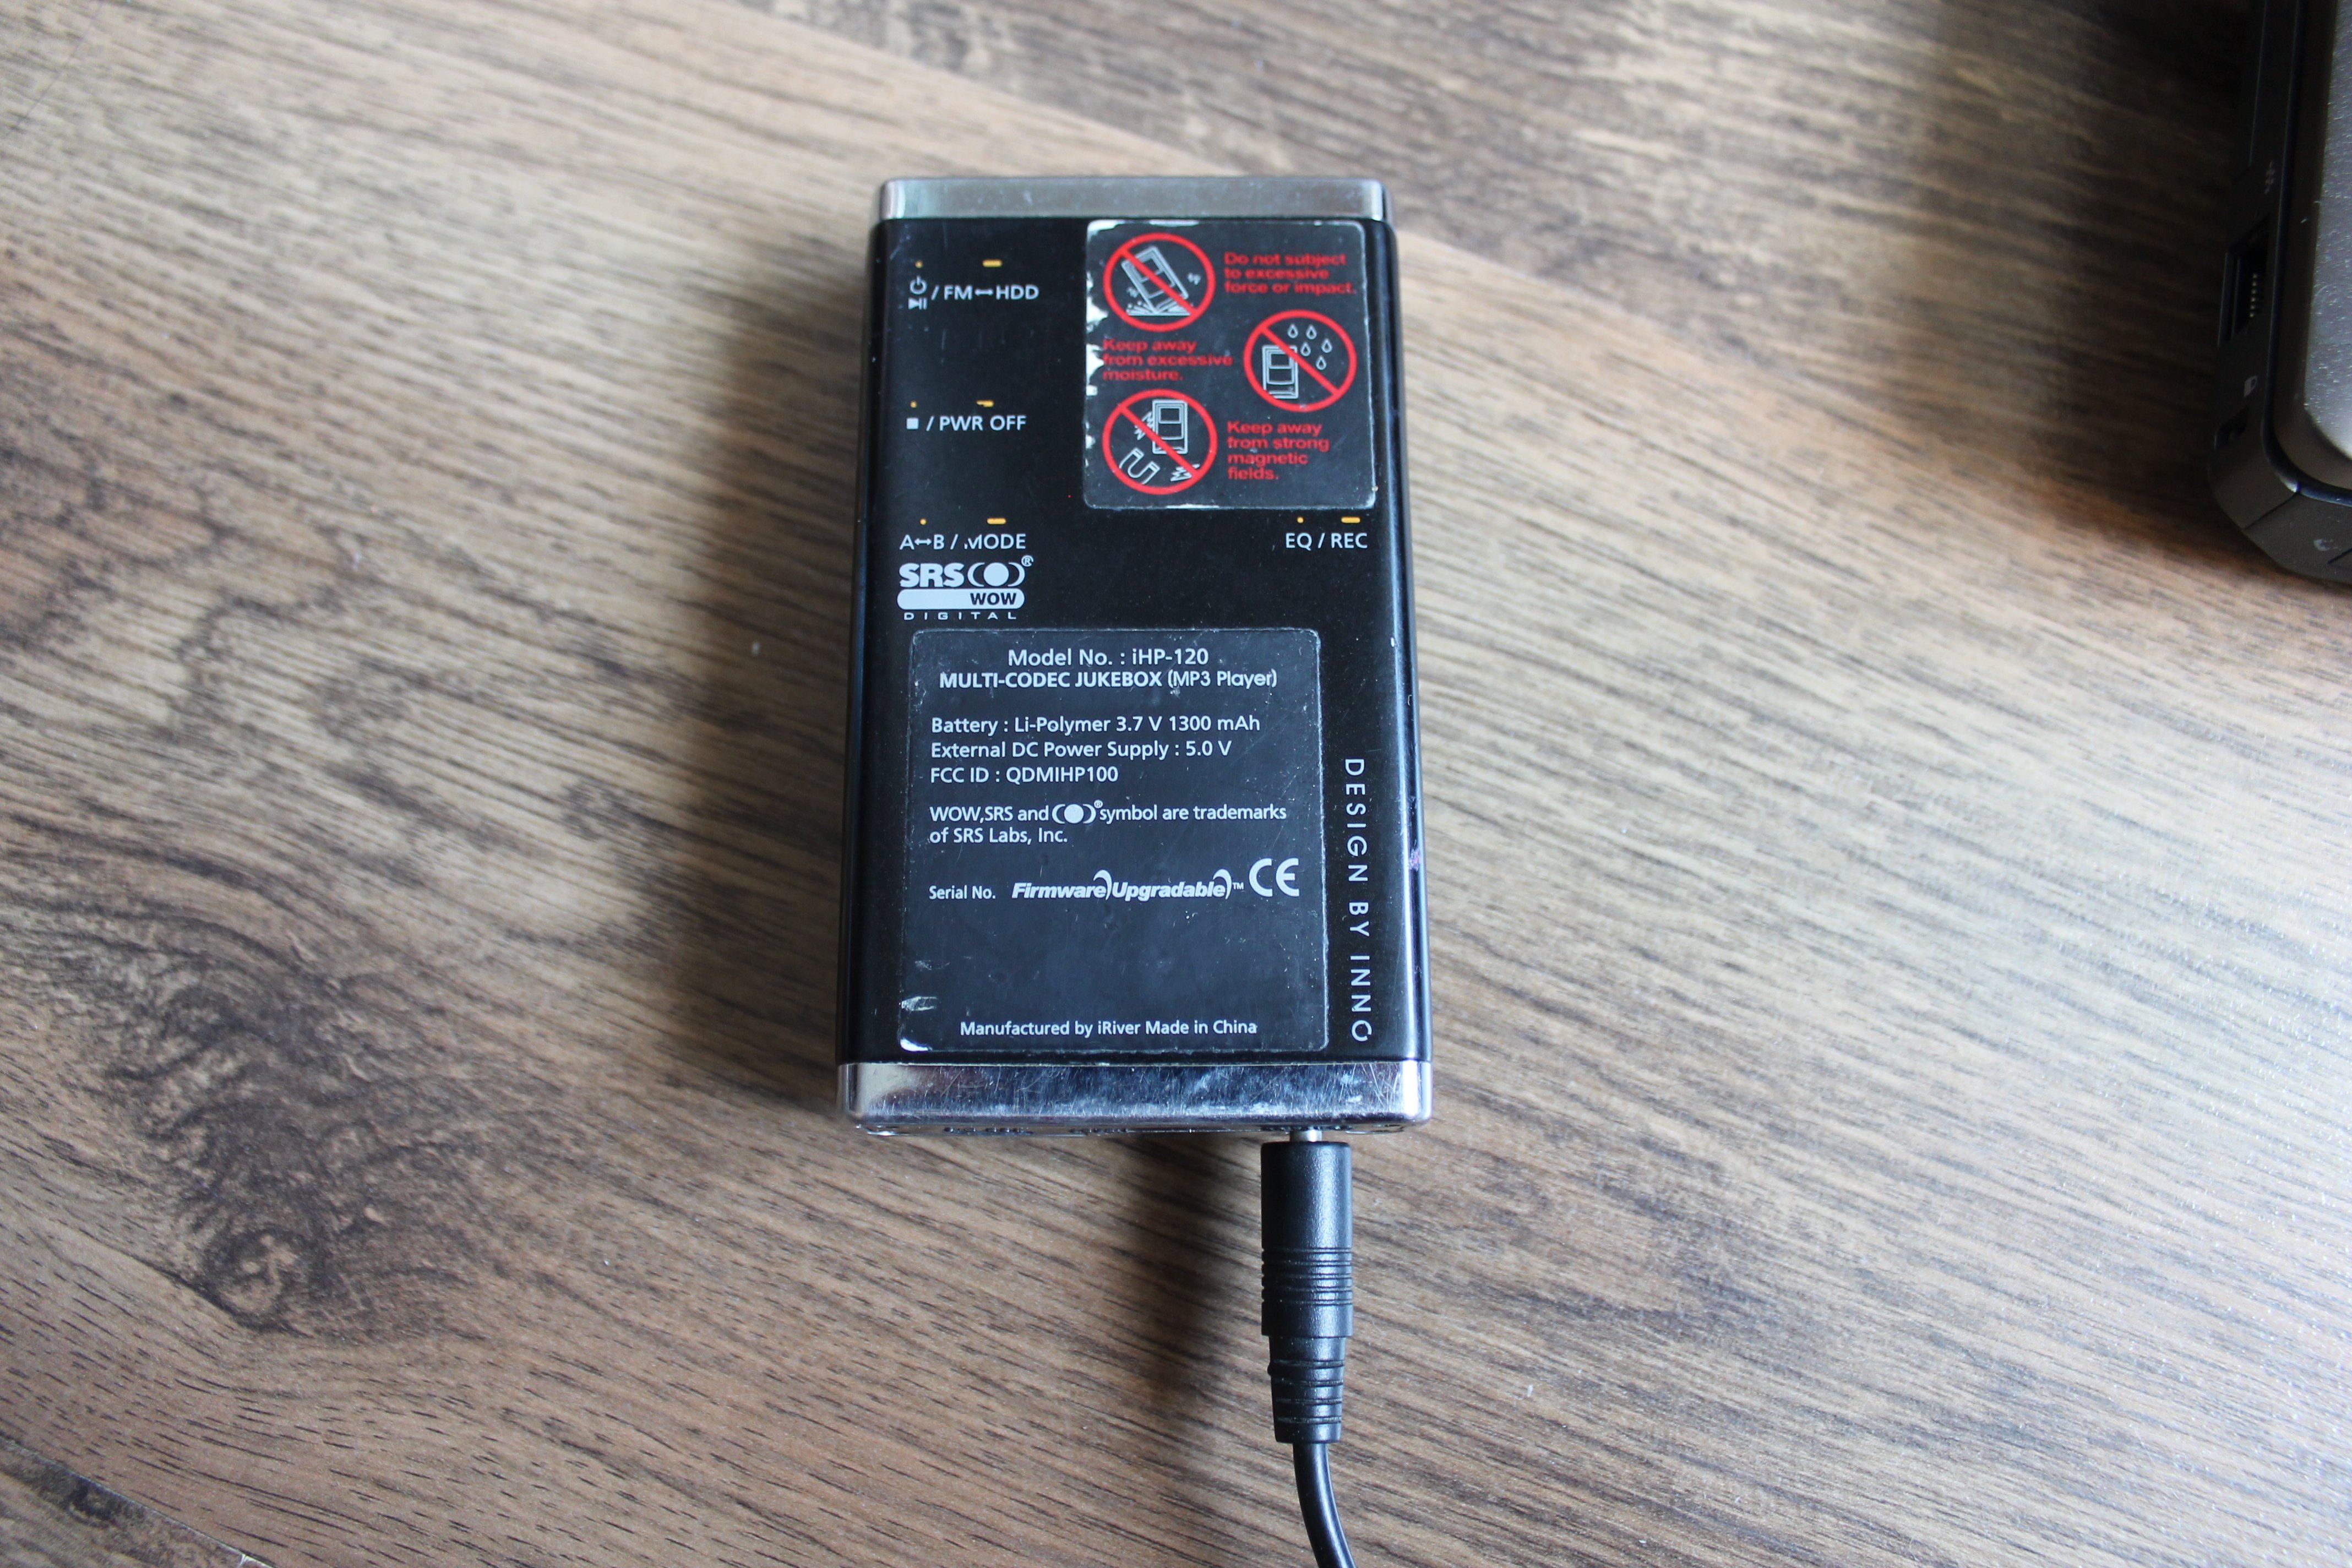 / FM↔HDD
Do not subject
to excessive
force or impact.
Keep away
from excessive
moisture.
■ / PWR OFF
Keep away
from strong
magnetic
fields.
A↔B / MODE
EQ / REC
SRS(●)®
WOW
DIGITAL
Model No. : iHP-120
MULTI-CODEC JUKEBOX (MP3 Player)
Battery : Li-Polymer 3.7 V 1300 mAh
External DC Power Supply : 5.0 V
FCC ID : QDMIHP100
WOW,SRS and (●)® symbol are trademarks
of SRS Labs, Inc.
Serial No. Firmware Upgradable™ CE
Manufactured by iRiver Made in China
DESIGN BY INNO